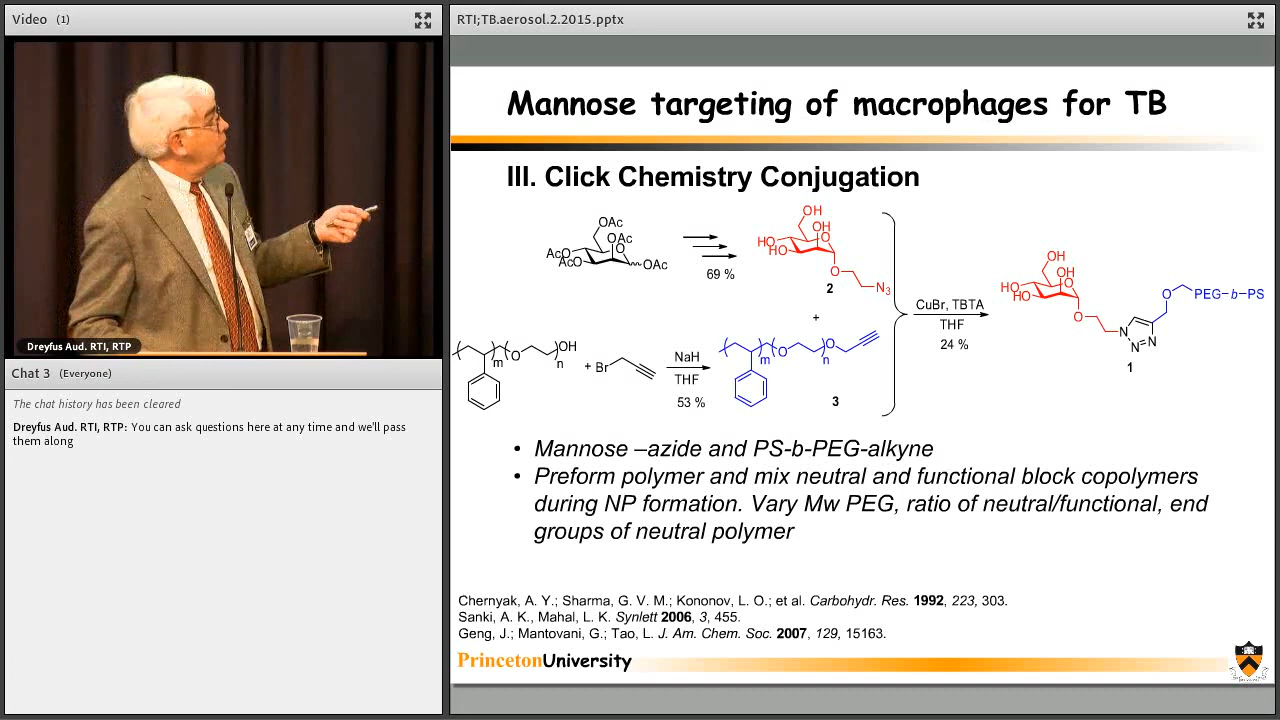 Video (1)
RTI;TB.aerosol.2.2015.pptx
Dreyfus Aud. RTI, RTP
Chat 3 (Everyone)
The chat history has been cleared
Dreyfus Aud. RTI, RTP: You can ask questions here at any time and we'll pass
them along
Mannose targeting of macrophages for TB
III. Click Chemistry Conjugation
OAc
OAc
AcO
AcO
O
OAc
69 %
OH
OH
HO
HO
O
O
N3
2
+
m
O
n
OH
+ Br
NaH
THF
53 %
m
O
n
O
3
CuBr, TBTA
THF
24 %
OH
OH
HO
HO
O
O
N
N=N
O
PEG-b-PS
1
• Mannose –azide and PS-b-PEG-alkyne
• Preform polymer and mix neutral and functional block copolymers
during NP formation. Vary Mw PEG, ratio of neutral/functional, end
groups of neutral polymer
Chernyak, A. Y.; Sharma, G. V. M.; Kononov, L. O.; et al. Carbohydr. Res. 1992, 223, 303.
Sanki, A. K., Mahal, L. K. Synlett 2006, 3, 455.
Geng, J.; Mantovani, G.; Tao, L. J. Am. Chem. Soc. 2007, 129, 15163.
PrincetonUniversity